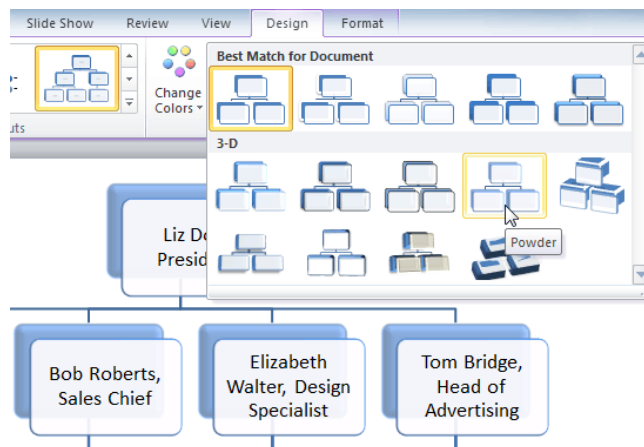 Slide Show Review View Design Format
Best Match for Document
Change
Colors
3-D
Powder
Liz
Bob Roberts,
Sales Chief
Elizabeth
Walter, Design
Specialist
Tom Bridge,
Head of
Advertising